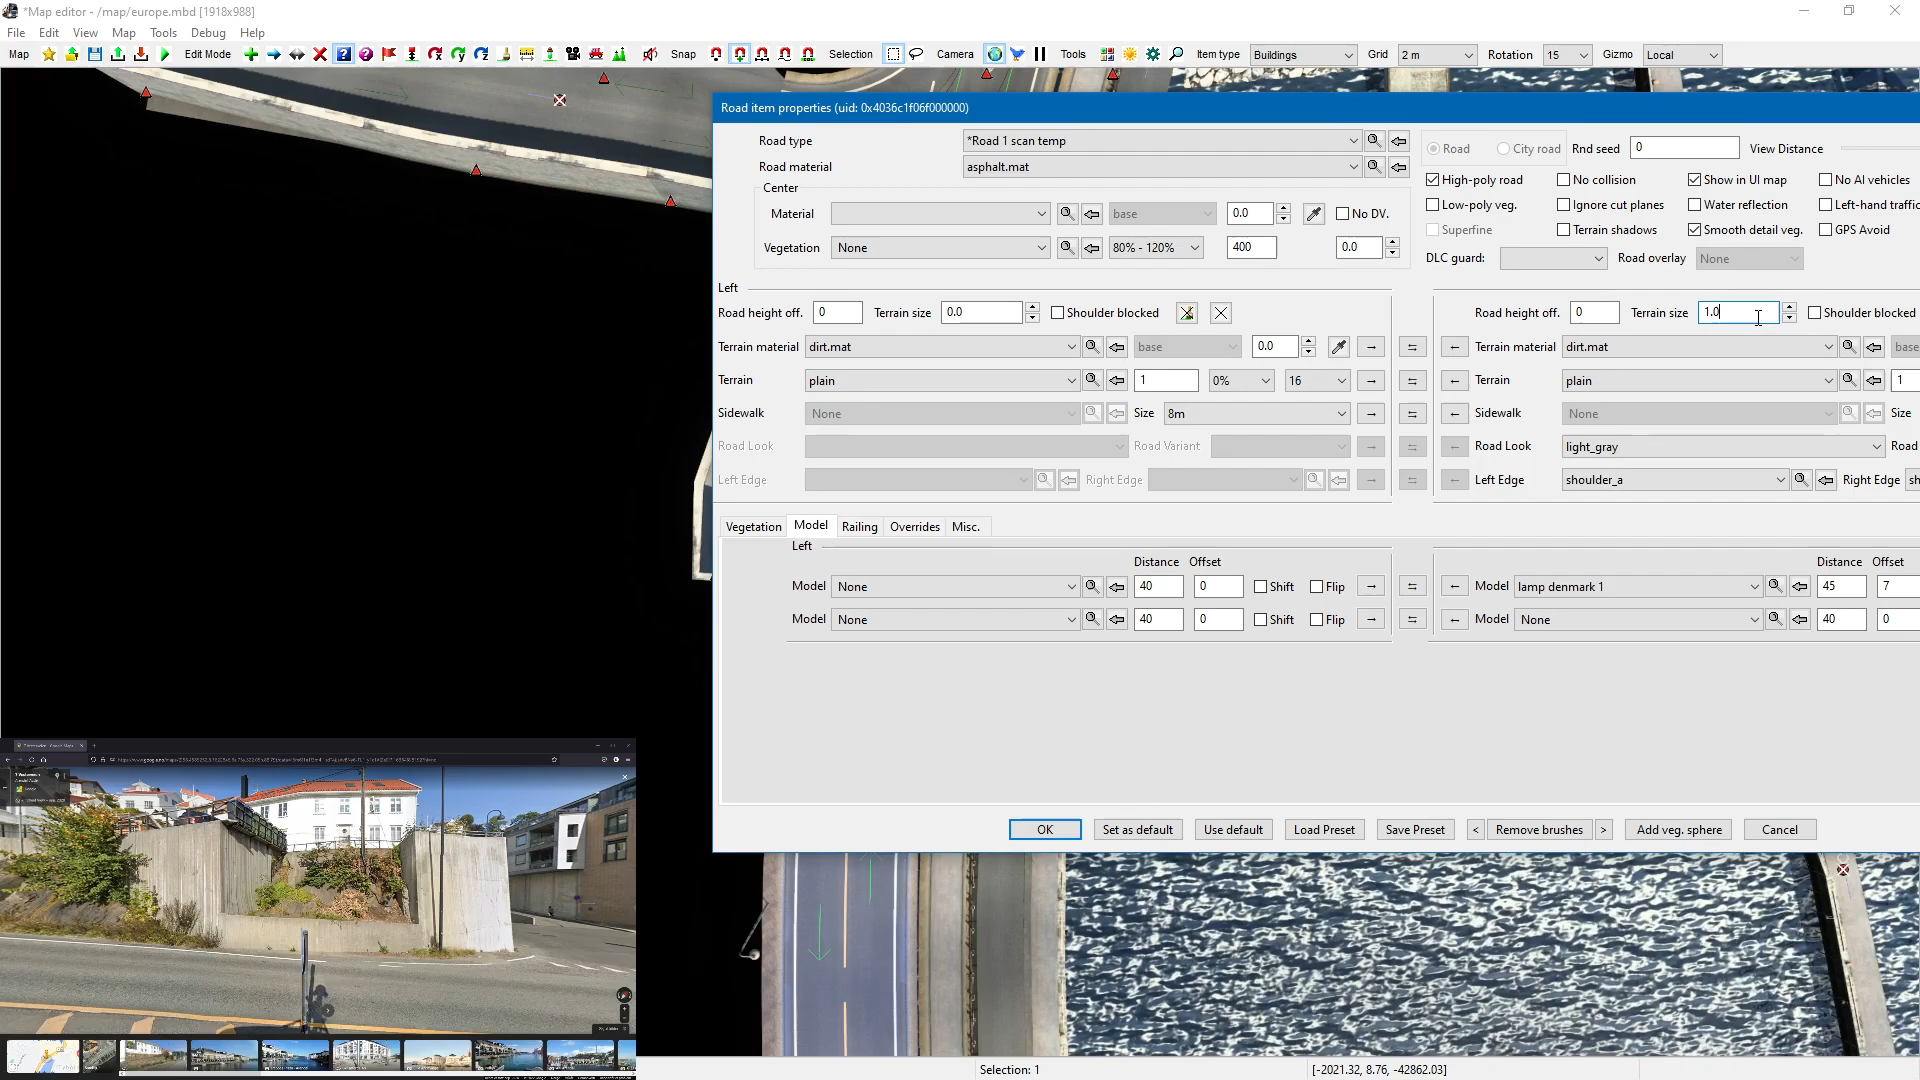 *Map editor - /map/europe.mbd [1918x988]
File Edit View Map Tools Debug Help
Map Edit Mode Snap Selection Camera Tools Item type Buildings Grid 2 m Rotation 15 Gizmo Local
Road item properties (uid: 0x4036c1f06f000000)
Road type *Road 1 scan temp Road City road Rnd seed 0 View Distance
Road material asphalt.mat
Center
High-poly road No collision Show in UI map No AI vehicles
Material base 0.0 No DV.
Low-poly veg. Ignore cut planes Water reflection Left-hand traffic
Superfine Terrain shadows Smooth detail veg. GPS Avoid
Vegetation None 80% - 120% 400 0.0
DLC guard: Road overlay None
Left
Road height off. 0 Terrain size 0.0 Shoulder blocked Road height off. 0 Terrain size 1.0 Shoulder blocked
Terrain material dirt.mat base 0.0 → ← Terrain material dirt.mat base
Terrain plain 1 0% 16 → ← Terrain plain 1
Sidewalk None Size 8m → ← Sidewalk None Size
Road Look Road Variant → ← Road Look light_gray Road
Left Edge Right Edge → ← Left Edge shoulder_a Right Edge sh
Vegetation Model Railing Overrides Misc.
Left
Distance Offset Distance Offset
Model None 40 0 Shift Flip → ← Model lamp denmark 1 45 7
Model None 40 0 Shift Flip → ← Model None 40 0
OK Set as default Use default Load Preset Save Preset < Remove brushes > Add veg. sphere Cancel
Selection: 1 [-2021.32, 8.76, -42862.03]